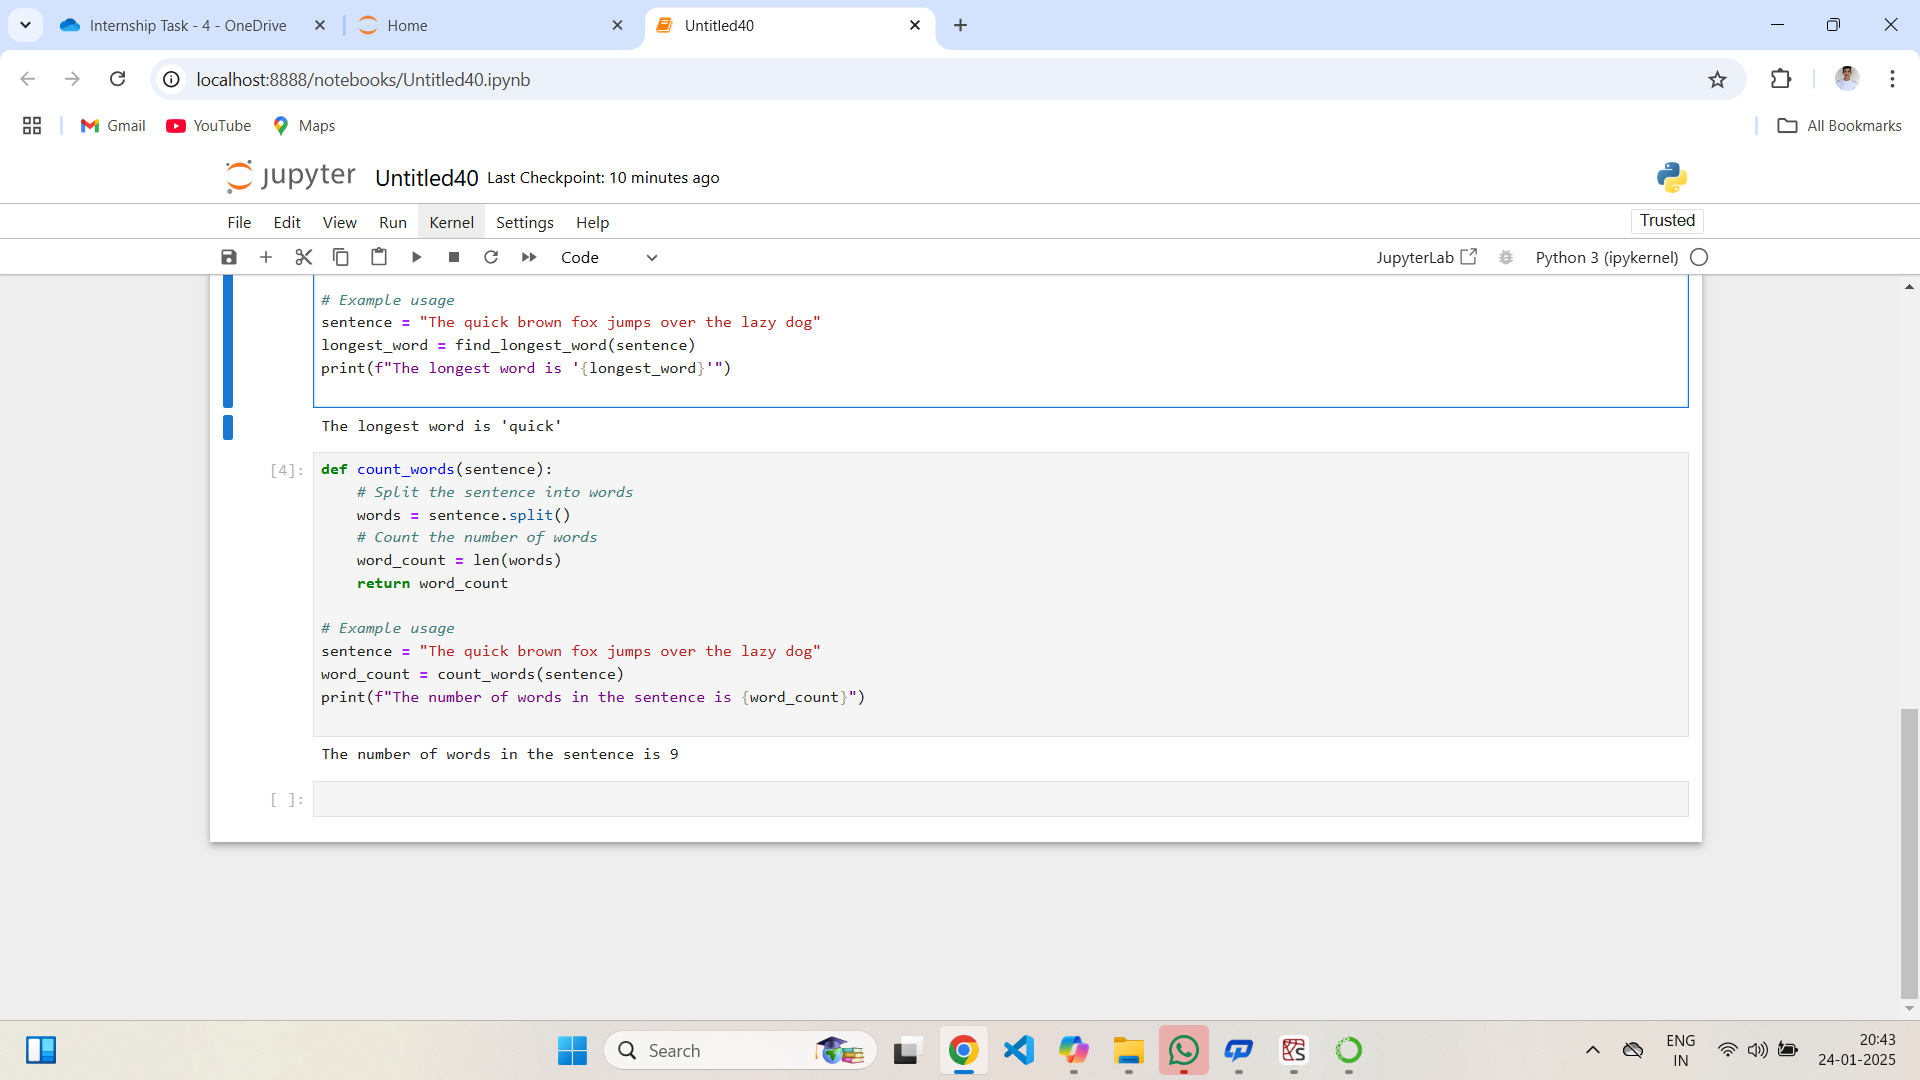 Internship Task - 4 - OneDrive
Home
Untitled40
localhost:8888/notebooks/Untitled40.ipynb
Gmail
YouTube
Maps
All Bookmarks
jupyter
Untitled40 Last Checkpoint: 10 minutes ago
File Edit View Run Kernel Settings Help
Trusted
Code
JupyterLab
Python 3 (ipykernel)
# Example usage
sentence = "The quick brown fox jumps over the lazy dog"
longest_word = find_longest_word(sentence)
print(f"The longest word is '{longest_word}'")
The longest word is 'quick'
[4]:
def count_words(sentence):
    # Split the sentence into words
    words = sentence.split()
    # Count the number of words
    word_count = len(words)
    return word_count
# Example usage
sentence = "The quick brown fox jumps over the lazy dog"
word_count = count_words(sentence)
print(f"The number of words in the sentence is {word_count}")
The number of words in the sentence is 9
[ ]:
Search
ENG
IN
20:43
24-01-2025